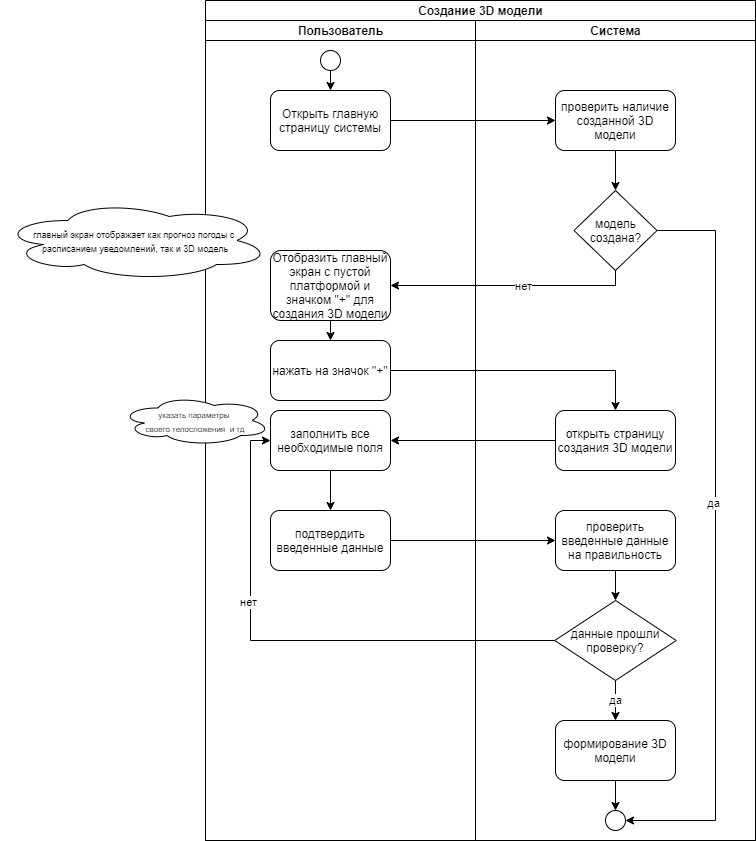 Создание 3D модели
Пользователь
Система
Открыть главную
страницу системы
проверить наличие
созданной 3D
модели
модель
создана?
главный экран отображает как прогноз погоды с
расписанием уведомлений, так и 3D модель
Отобразить главный
экран с пустой
платформой и
значком "+" для
создания 3D модели
нет
нажать на значок "+"
указать параметры
своего телосложения и тд
заполнить все
необходимые поля
открыть страницу
создания 3D модели
да
подтвердить
введенные данные
проверить
введенные данные
на правильность
нет
данные прошли
проверку?
да
формирование 3D
модели